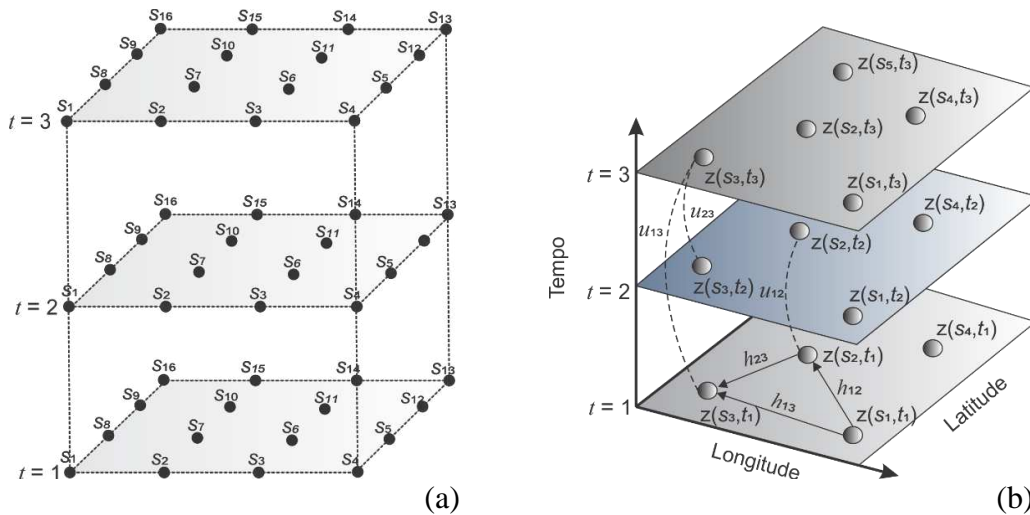 S16 S15 S14 S13
S9 S10 S11 S12
S8 S7 S6 S5
S1 S2 S3 S4
t = 3
S16 S15 S14 S13
S9 S10 S11
S8 S7 S6 S5
S1 S2 S3 S4
t = 2
S16 S15 S14 S13
S9 S10 S11 S12
S8 S7 S6 S5
S1 S2 S3 S4
t = 1
(a)
z(s5,t3)
z(s4,t3)
z(s2,t3)
z(s3,t3)
z(s1,t3)
t = 3
u13
u23
z(s4,t2)
z(s2,t2)
z(s3,t2)
u12
z(s1,t2)
t = 2
Tempo
z(s4,t1)
z(s2,t1)
h23
h12
h13
z(s3,t1)
z(s1,t1)
t = 1
Longitude
Latitude
(b)